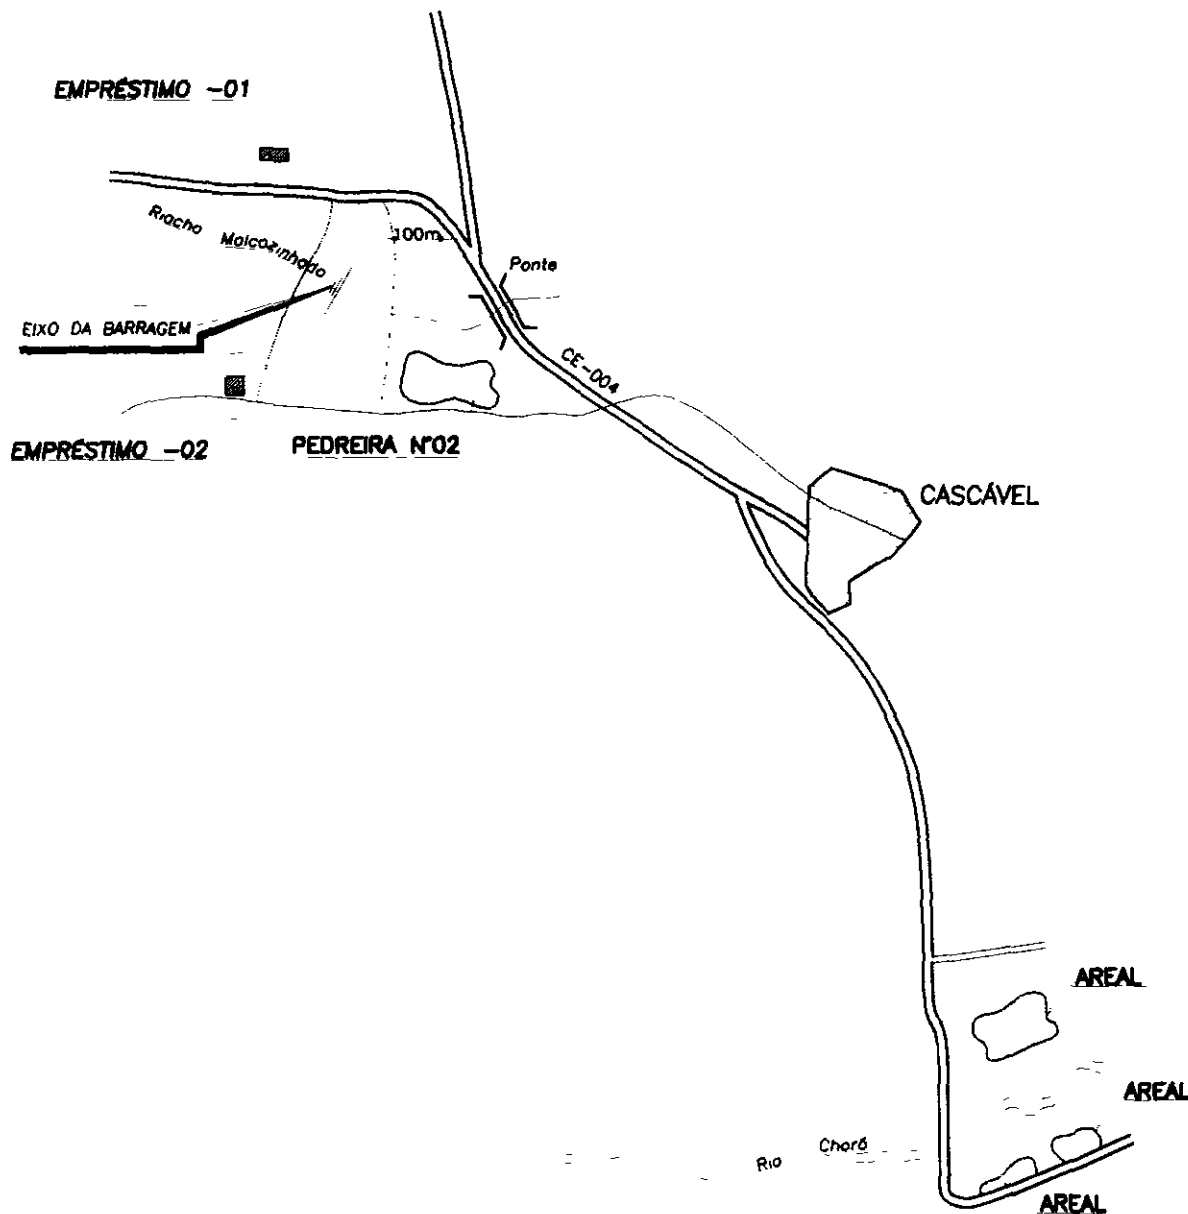 EMPRÉSTIMO -01
Riacho Malcozinhado
100m
Ponte
EIXO DA BARRAGEM
CE-004
EMPRÉSTIMO -02
PEDREIRA N°02
CASCÁVEL
AREAL
AREAL
Rio Choró
AREAL